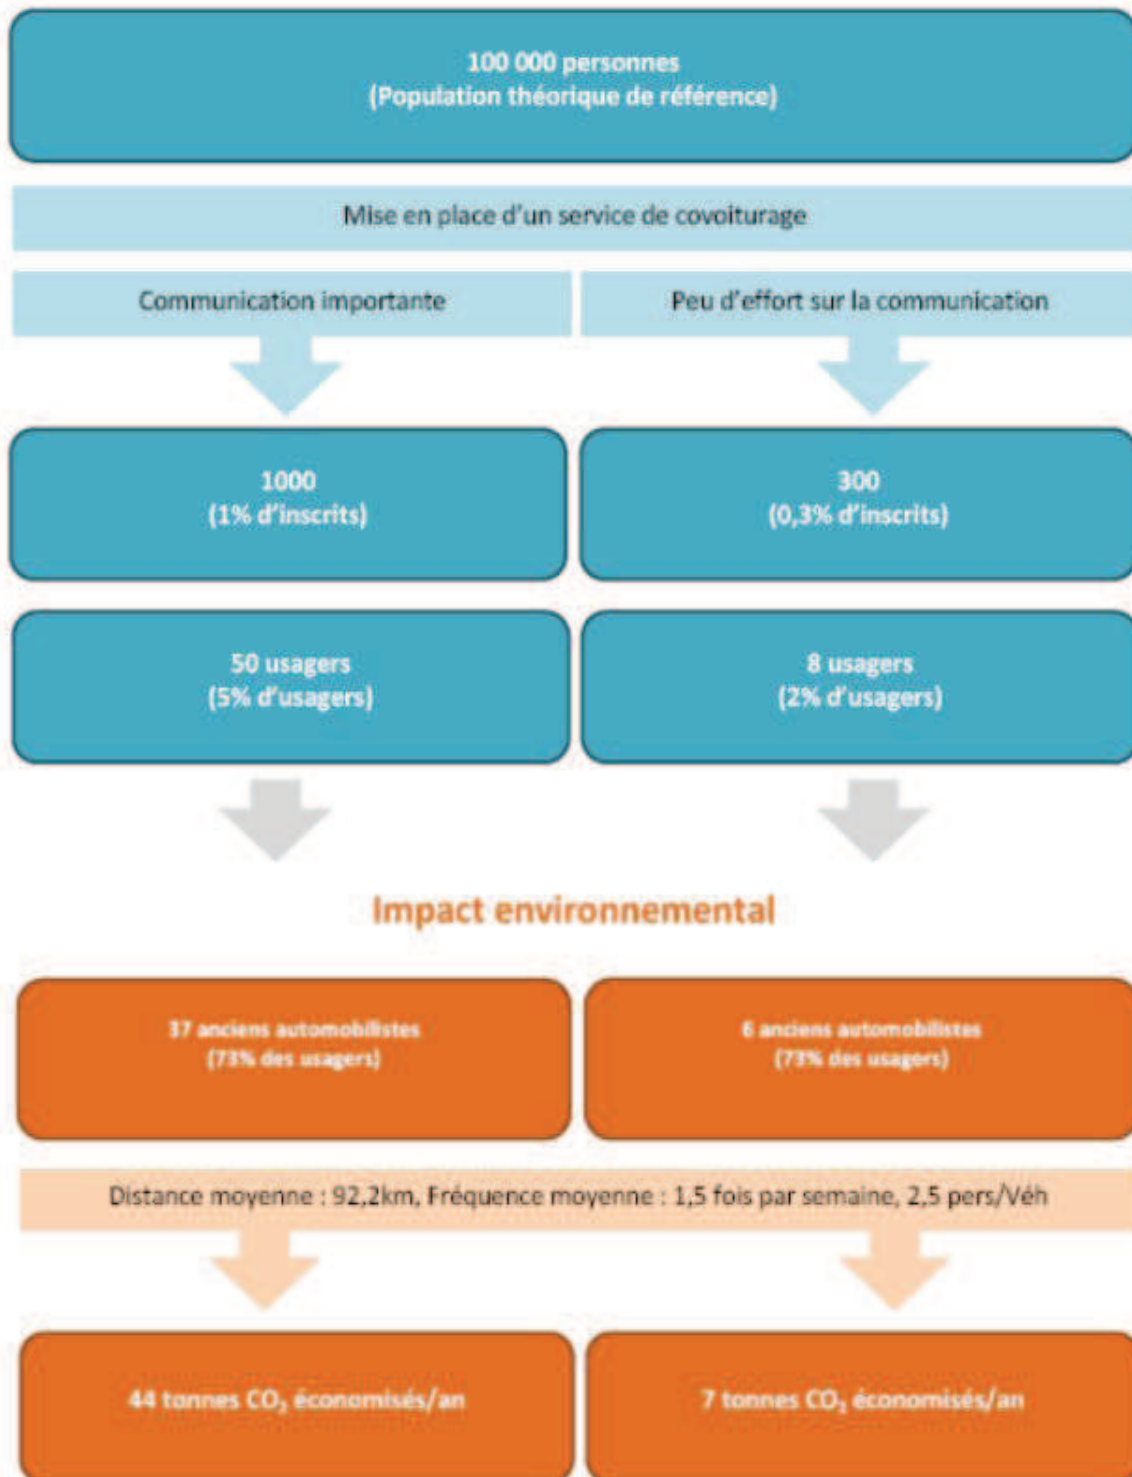 100 000 personnes
(Population théorique de référence)
Mise en place d'un service de covoiturage
Communication importante
Peu d'effort sur la communication
1000
(1% d'inscrits)
300
(0,3% d'inscrits)
50 usagers
(5% d'usagers)
8 usagers
(2% d'usagers)
Impact environnemental
37 anciens automobilistes
(73% des usagers)
6 anciens automobilistes
(73% des usagers)
Distance moyenne : 92,2km, Fréquence moyenne : 1,5 fois par semaine, 2,5 pers/Véh
44 tonnes CO₂ économisés/an
7 tonnes CO₂ économisés/an